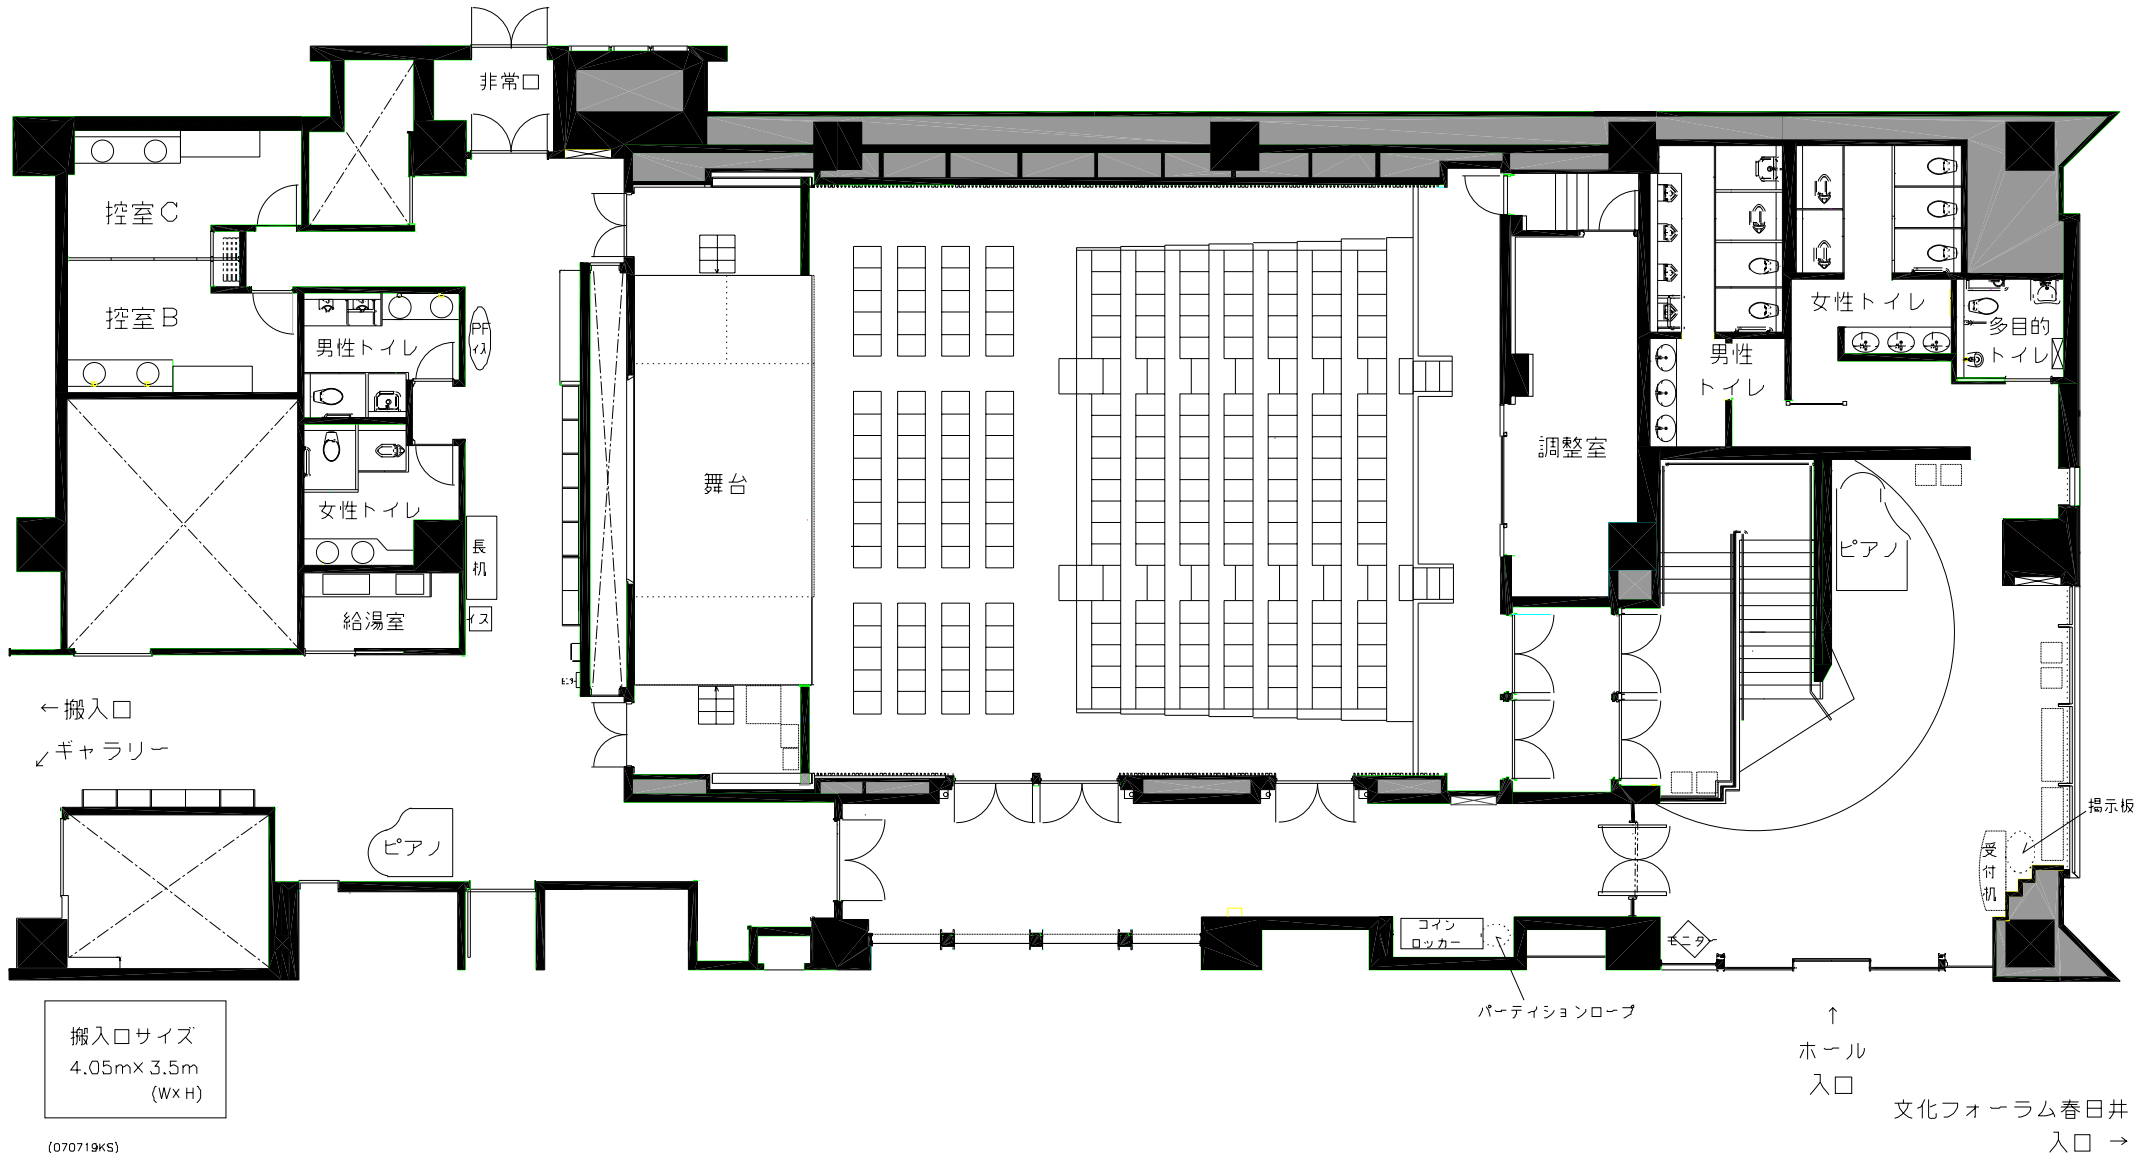 非常口
控室C
控室B
男性トイレ
PF
イス
女性トイレ
長
机
給湯室
イス
モニター
舞台
調整室
男性
トイレ
女性トイレ
多目的
トイレ
ピアノ
←搬入口
↙ギャラリー
ピアノ
掲示板
受
付
机
コイン
ロッカー
モニター
パーティションロープ
搬入口サイズ
4.05m×3.5m
(W×H)
↑
ホール
入口
文化フォーラム春日井
入口 →
(070719KS)